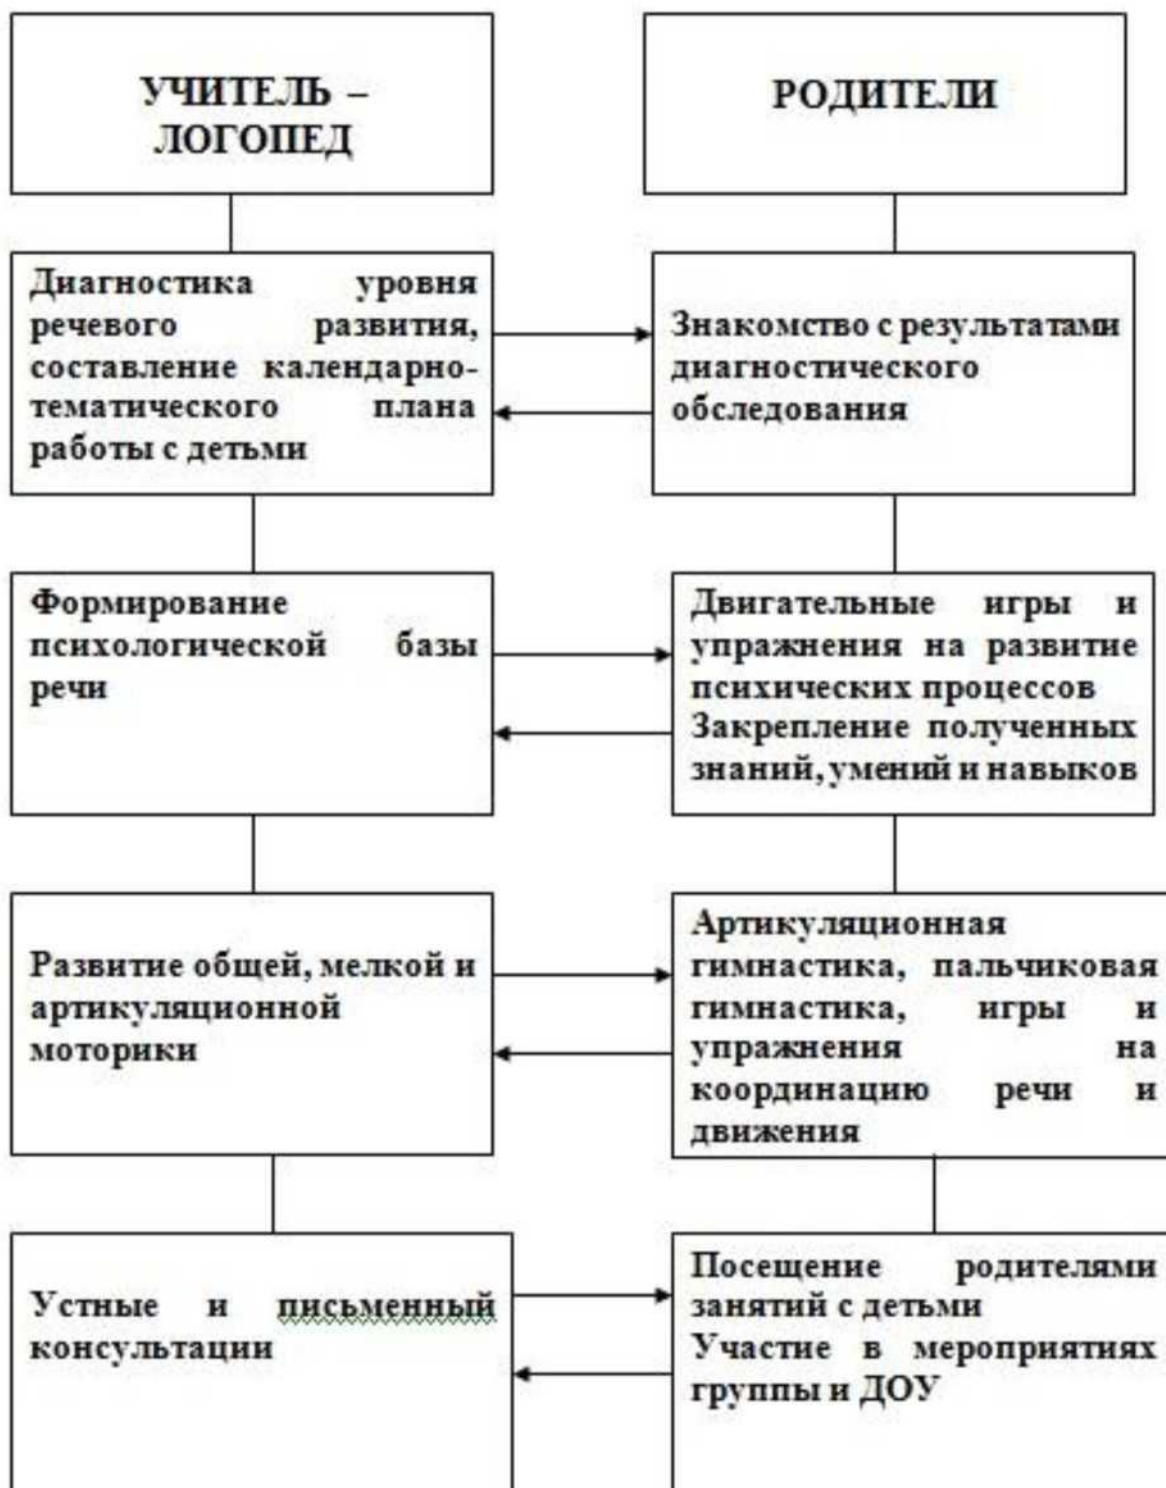 УЧИТЕЛЬ –
ЛОГОПЕД
РОДИТЕЛИ
Диагностика уровня
речевого развития,
составление календарно-
тематического плана
работы с детьми
Знакомство с результатами
диагностического
обследования
Формирование
психологической базы
речи
Двигательные игры и
упражнения на развитие
психических процессов
Закрепление полученных
знаний, умений и навыков
Развитие общей, мелкой и
артикуляционной
моторики
Артикуляционная
гимнастика, пальчиковая
гимнастика, игры и
упражнения на
координацию речи и
движения
Устные и письменный
консультации
Посещение родителями
занятий с детьми
Участие в мероприятиях
группы и ДОУ